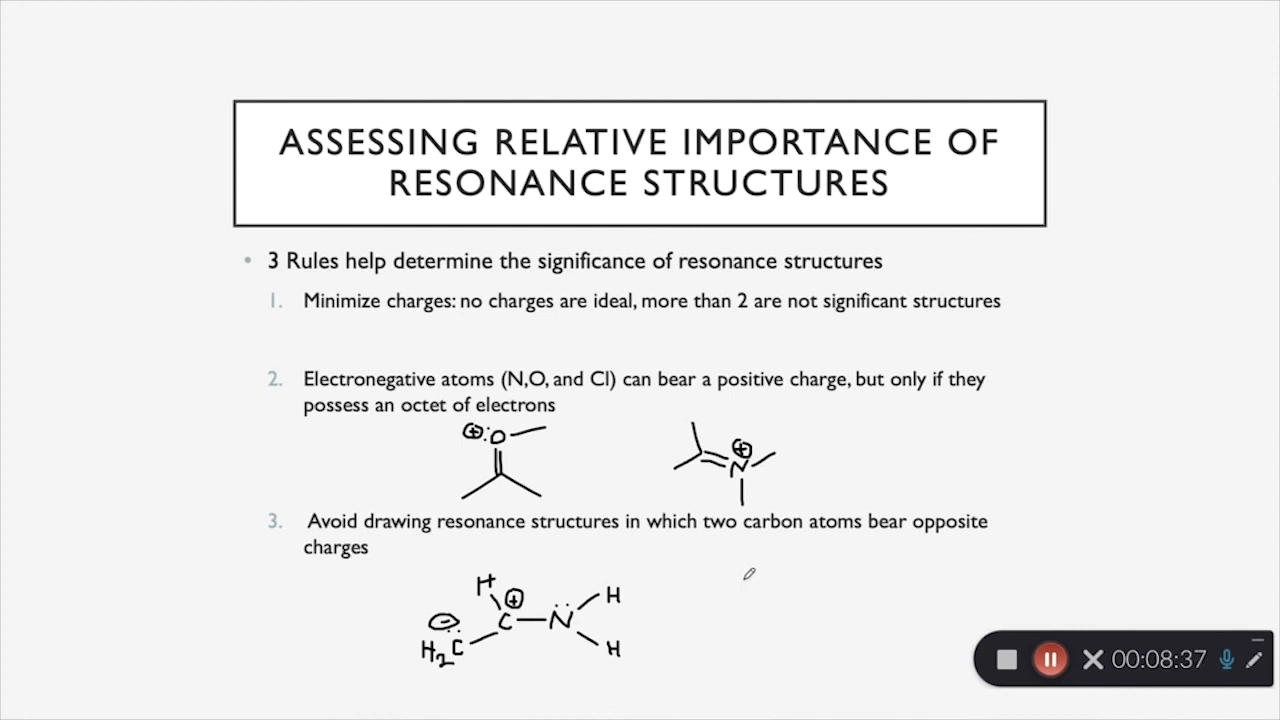 ASSESSING RELATIVE IMPORTANCE OF
RESONANCE STRUCTURES
• 3 Rules help determine the significance of resonance structures
1. Minimize charges: no charges are ideal, more than 2 are not significant structures
2. Electronegative atoms (N,O, and Cl) can bear a positive charge, but only if they
possess an octet of electrons
⊕ :O
⊕
N
3. Avoid drawing resonance structures in which two carbon atoms bear opposite
charges
H ⊕ H
⊖ C N
H₂C H
00:08:37